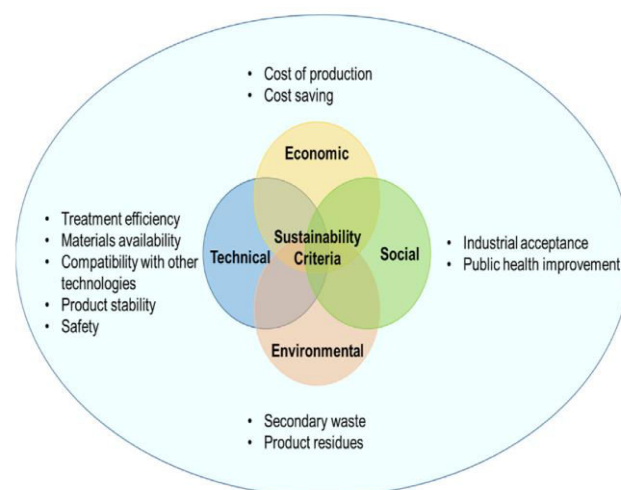 • Cost of production
• Cost saving
Economic
• Treatment efficiency
• Materials availability
• Compatibility with other
technologies
• Product stability
• Safety
Technical
Sustainability
Criteria
Social
• Industrial acceptance
• Public health improvement
Environmental
• Secondary waste
• Product residues